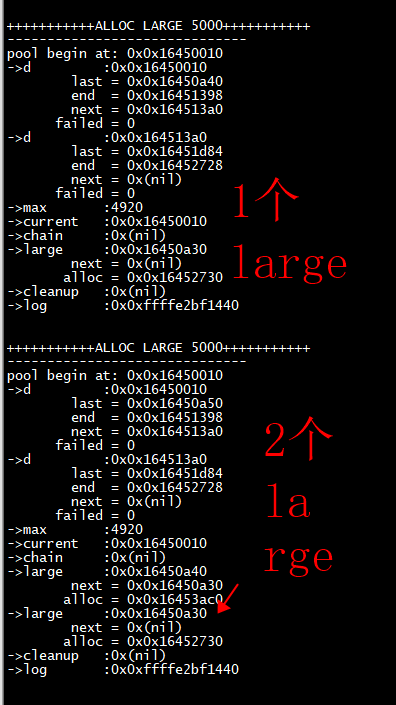 +++++++++++ALLOC LARGE 5000+++++++++++
------------------------------
pool begin at: 0x0x16450010
->d         :0x0x16450010
        last = 0x0x16450a40
        end  = 0x0x16451398
        next = 0x0x164513a0
      failed = 0
->d         :0x0x164513a0
        last = 0x0x16451d84
        end  = 0x0x16452728
        next = 0x(nil)
      failed = 0
->max       :4920
->current   :0x0x16450010
->chain     :0x(nil)
->large     :0x0x16450a30
        next = 0x(nil)
       alloc = 0x0x16452730
->cleanup   :0x(nil)
->log       :0x0xffffe2bf1440
1个
large
+++++++++++ALLOC LARGE 5000+++++++++++
------------------------------
pool begin at: 0x0x16450010
->d         :0x0x16450010
        last = 0x0x16450a50
        end  = 0x0x16451398
        next = 0x0x164513a0
      failed = 0
->d         :0x0x164513a0
        last = 0x0x16451d84
        end  = 0x0x16452728
        next = 0x(nil)
      failed = 0
->max       :4920
->current   :0x0x16450010
->chain     :0x(nil)
->large     :0x0x16450a40
        next = 0x0x16450a30
       alloc = 0x0x16453ac0
->large     :0x0x16450a30
        next = 0x(nil)
       alloc = 0x0x16452730
->cleanup   :0x(nil)
->log       :0x0xffffe2bf1440
2个
la
rge